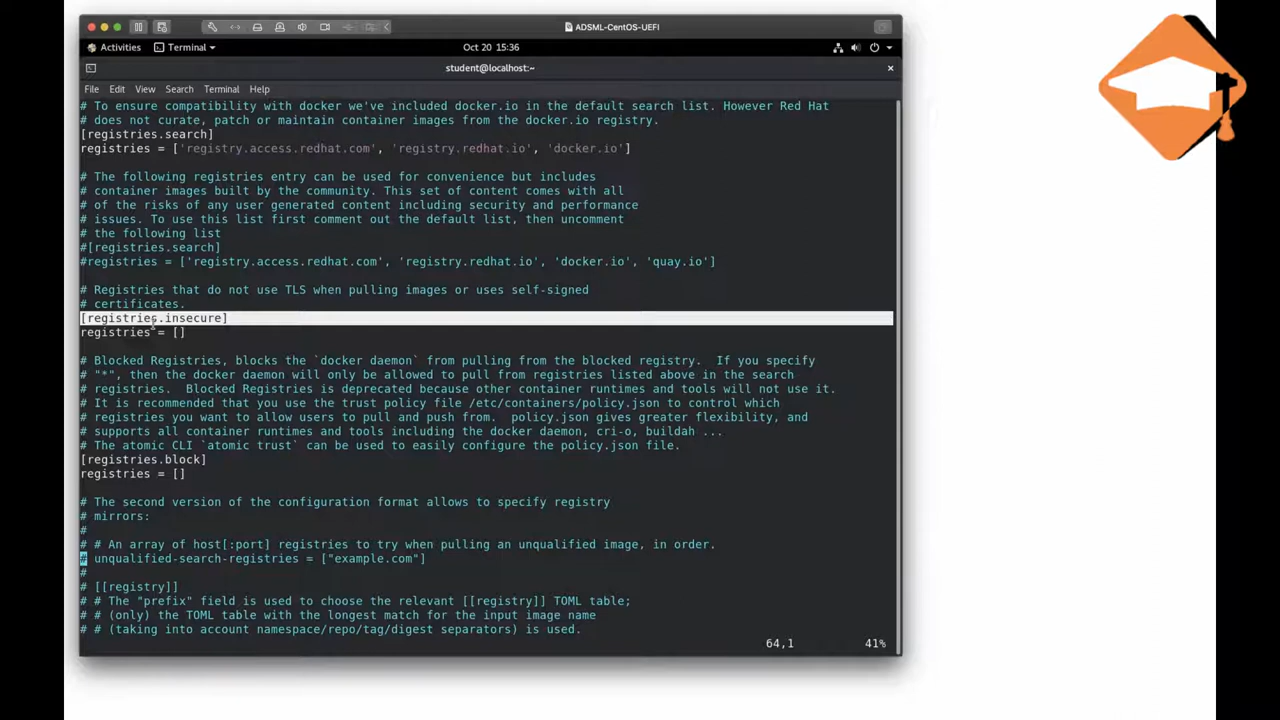 ADSML-CentOS-UEFI
Activities Terminal Oct 20 15:36
student@localhost:~
File Edit View Search Terminal Help
# To ensure compatibility with docker we've included docker.io in the default search list. However Red Hat
# does not curate, patch or maintain container images from the docker.io registry.
[registries.search]
registries = ['registry.access.redhat.com', 'registry.redhat.io', 'docker.io']
# The following registries entry can be used for convenience but includes
# container images built by the community. This set of content comes with all
# of the risks of any user generated content including security and performance
# issues. To use this list first comment out the default list, then uncomment
# the following list
#[registries.search]
#registries = ['registry.access.redhat.com', 'registry.redhat.io', 'docker.io', 'quay.io']
# Registries that do not use TLS when pulling images or uses self-signed
# certificates.
[registries.insecure]
registries = []
# Blocked Registries, blocks the `docker daemon` from pulling from the blocked registry.  If you specify
# "*", then the docker daemon will only be allowed to pull from registries listed above in the search
# registries.  Blocked Registries is deprecated because other container runtimes and tools will not use it.
# It is recommended that you use the trust policy file /etc/containers/policy.json to control which
# registries you want to allow users to pull and push from.  policy.json gives greater flexibility, and
# supports all container runtimes and tools including the docker daemon, cri-o, buildah ...
# The atomic CLI `atomic trust` can be used to easily configure the policy.json file.
[registries.block]
registries = []
# The second version of the configuration format allows to specify registry
# mirrors:
#
# # An array of host[:port] registries to try when pulling an unqualified image, in order.
# unqualified-search-registries = ["example.com"]
#
# [[registry]]
# # The "prefix" field is used to choose the relevant [[registry]] TOML table;
# # (only) the TOML table with the longest match for the input image name
# # (taking into account namespace/repo/tag/digest separators) is used.
64,1 41%